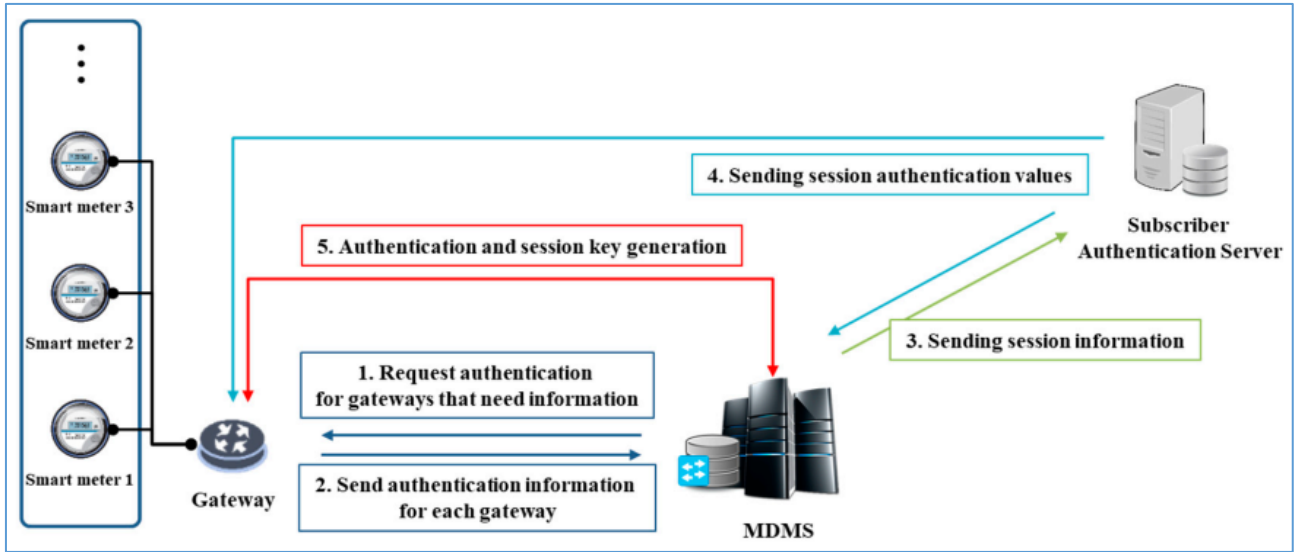 Smart meter 3
Smart meter 2
Smart meter 1
Gateway
4. Sending session authentication values
5. Authentication and session key generation
Subscriber
Authentication Server
3. Sending session information
1. Request authentication
for gateways that need information
2. Send authentication information
for each gateway
MDMS